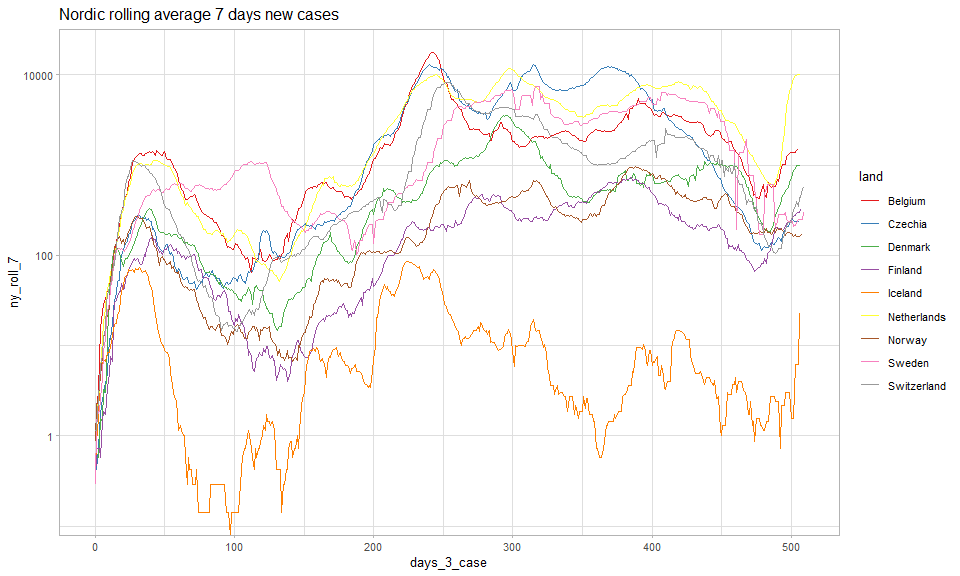 Nordic rolling average 7 days new cases
10000
100
1
ny_roll_7
0
100
200
300
400
500
days_3_case
land
Belgium
Czechia
Denmark
Finland
Iceland
Netherlands
Norway
Sweden
Switzerland